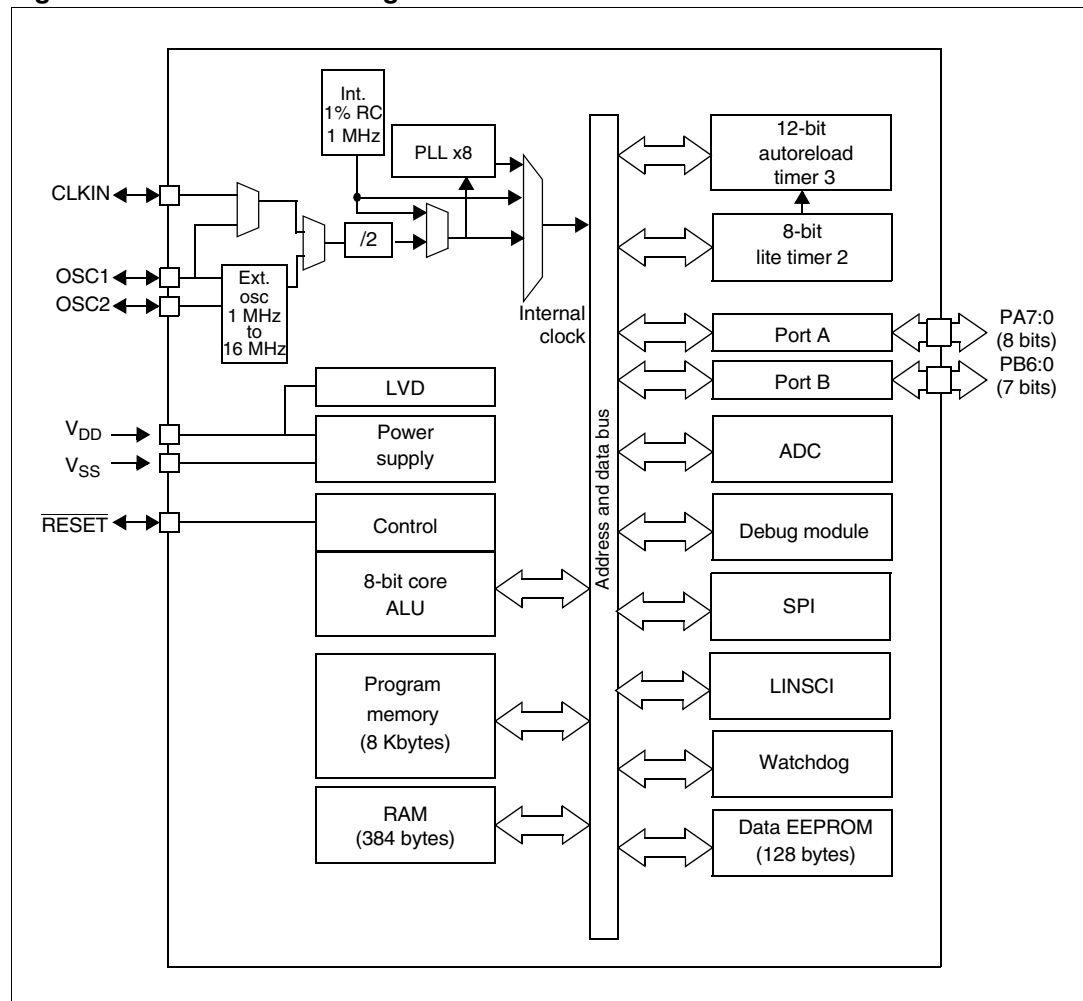 Int.
1% RC
1 MHz
PLL x8
12-bit
autoreload
timer 3
CLKIN
/2
8-bit
lite timer 2
OSC1
OSC2
Ext.
osc
1 MHz
to
16 MHz
Internal
clock
Port A
PA7:0
(8 bits)
Port B
PB6:0
(7 bits)
LVD
VDD
VSS
Power
supply
ADC
Address and data bus
RESET
Control
Debug module
8-bit core
ALU
SPI
Program
memory
(8 Kbytes)
LINSCI
Watchdog
RAM
(384 bytes)
Data EEPROM
(128 bytes)